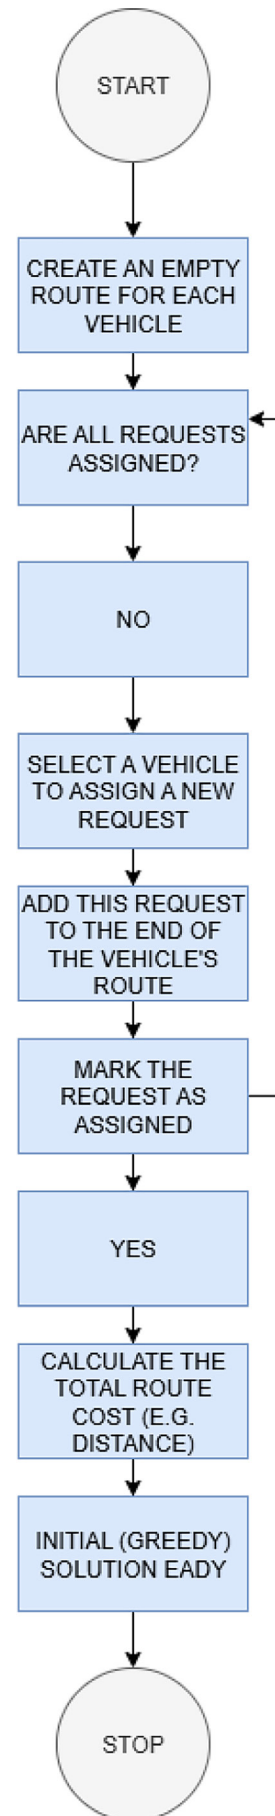 START
CREATE AN EMPTY
ROUTE FOR EACH
VEHICLE
ARE ALL REQUESTS
ASSIGNED?
NO
SELECT A VEHICLE
TO ASSIGN A NEW
REQUEST
ADD THIS REQUEST
TO THE END OF
THE VEHICLE'S
ROUTE
MARK THE
REQUEST AS
ASSIGNED
YES
CALCULATE THE
TOTAL ROUTE
COST (E.G.
DISTANCE)
INITIAL (GREEDY)
SOLUTION EADY
STOP